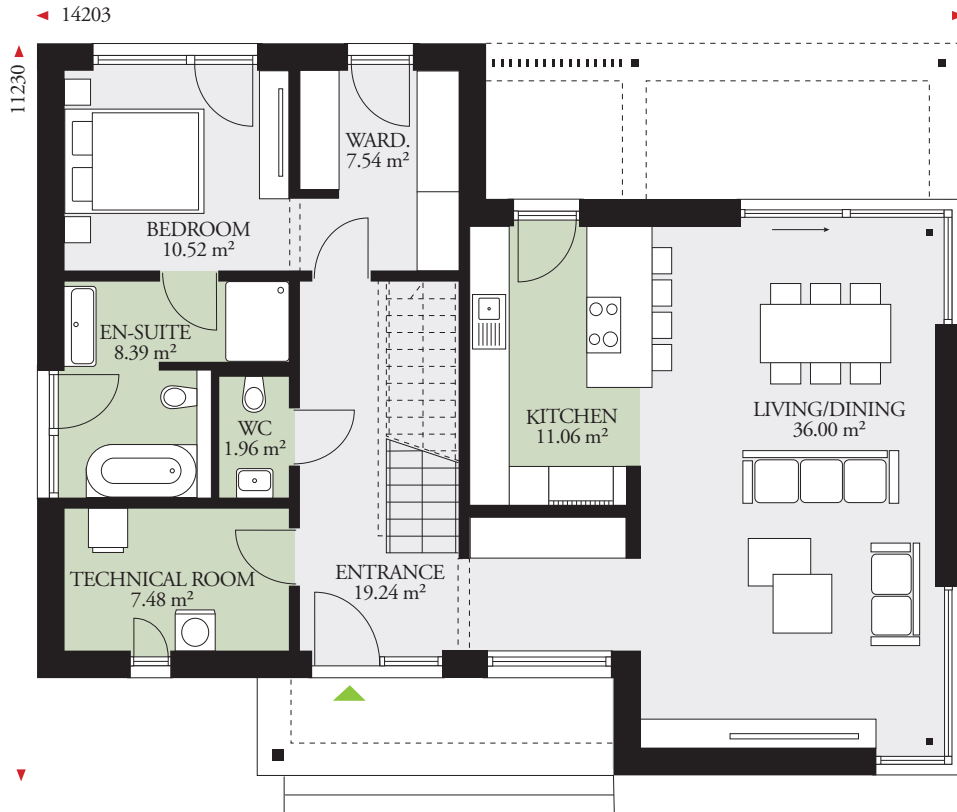 14203
11230
WARD.
7.54 m²
BEDROOM
10.52 m²
EN-SUITE
8.39 m²
WC
1.96 m²
KITCHEN
11.06 m²
LIVING/DINING
36.00 m²
TECHNICAL ROOM
7.48 m²
ENTRANCE
19.24 m²